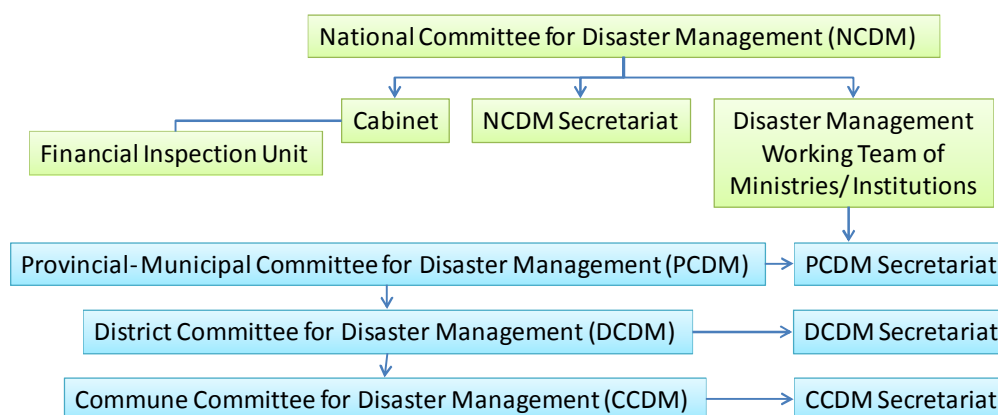 National Committee for Disaster Management (NCDM)
Cabinet
NCDM Secretariat
Disaster Management
Working Team of
Ministries/ Institutions
Financial Inspection Unit
Provincial- Municipal Committee for Disaster Management (PCDM)
PCDM Secretariat
District Committee for Disaster Management (DCDM)
DCDM Secretariat
Commune Committee for Disaster Management (CCDM)
CCDM Secretariat